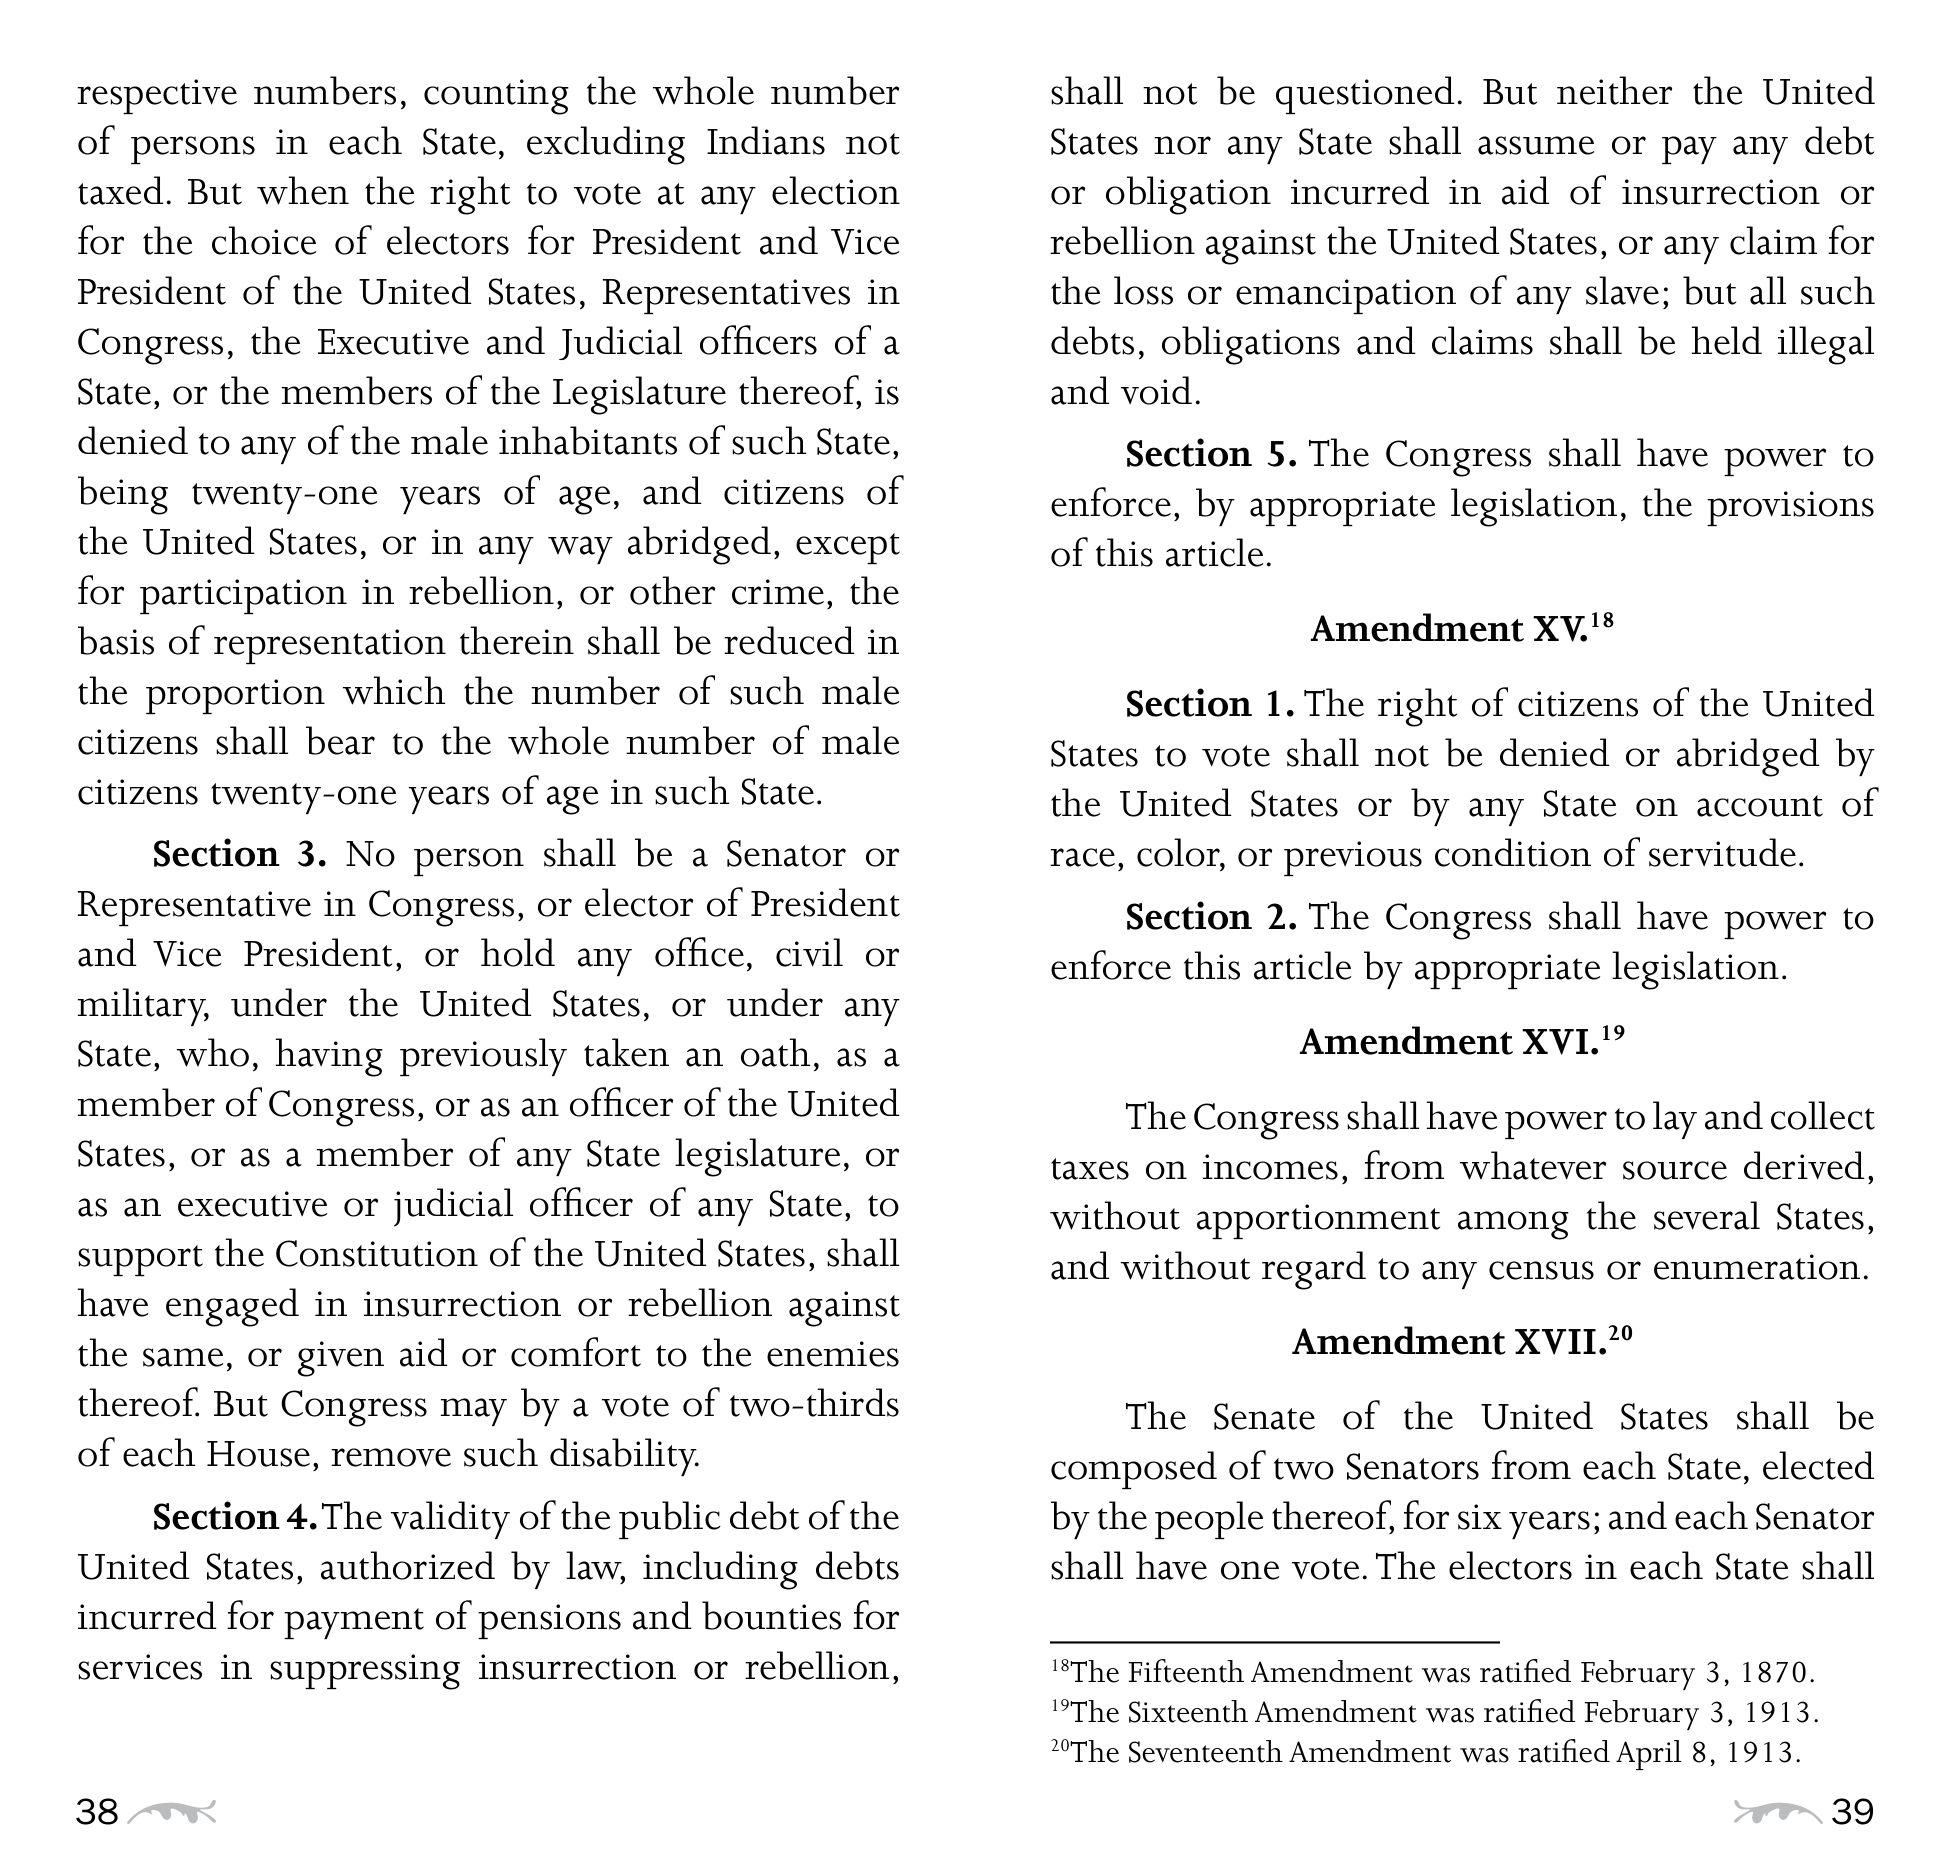 respective numbers, counting the whole number
of persons in each State, excluding Indians not
taxed. But when the right to vote at any election
for the choice of electors for President and Vice
President of the United States, Representatives in
Congress, the Executive and Judicial officers of a
State, or the members of the Legislature thereof, is
denied to any of the male inhabitants of such State,
being twenty-one years of age, and citizens of
the United States, or in any way abridged, except
for participation in rebellion, or other crime, the
basis of representation therein shall be reduced in
the proportion which the number of such male
citizens shall bear to the whole number of male
citizens twenty-one years of age in such State.
Section 3. No person shall be a Senator or
Representative in Congress, or elector of President
and Vice President, or hold any office, civil or
military, under the United States, or under any
State, who, having previously taken an oath, as a
member of Congress, or as an officer of the United
States, or as a member of any State legislature, or
as an executive or judicial officer of any State, to
support the Constitution of the United States, shall
have engaged in insurrection or rebellion against
the same, or given aid or comfort to the enemies
thereof. But Congress may by a vote of two-thirds
of each House, remove such disability.
Section 4. The validity of the public debt of the
United States, authorized by law, including debts
incurred for payment of pensions and bounties for
services in suppressing insurrection or rebellion,
38
shall not be questioned. But neither the United
States nor any State shall assume or pay any debt
or obligation incurred in aid of insurrection or
rebellion against the United States, or any claim for
the loss or emancipation of any slave; but all such
debts, obligations and claims shall be held illegal
and void.
Section 5. The Congress shall have power to
enforce, by appropriate legislation, the provisions
of this article.
Amendment XV.18
Section 1. The right of citizens of the United
States to vote shall not be denied or abridged by
the United States or by any State on account of
race, color, or previous condition of servitude.
Section 2. The Congress shall have power to
enforce this article by appropriate legislation.
Amendment XVI.19
The Congress shall have power to lay and collect
taxes on incomes, from whatever source derived,
without apportionment among the several States,
and without regard to any census or enumeration.
Amendment XVII.20
The Senate of the United States shall be
composed of two Senators from each State, elected
by the people thereof, for six years; and each Senator
shall have one vote. The electors in each State shall
18The Fifteenth Amendment was ratified February 3, 1870.
19The Sixteenth Amendment was ratified February 3, 1913.
20The Seventeenth Amendment was ratified April 8, 1913.
39